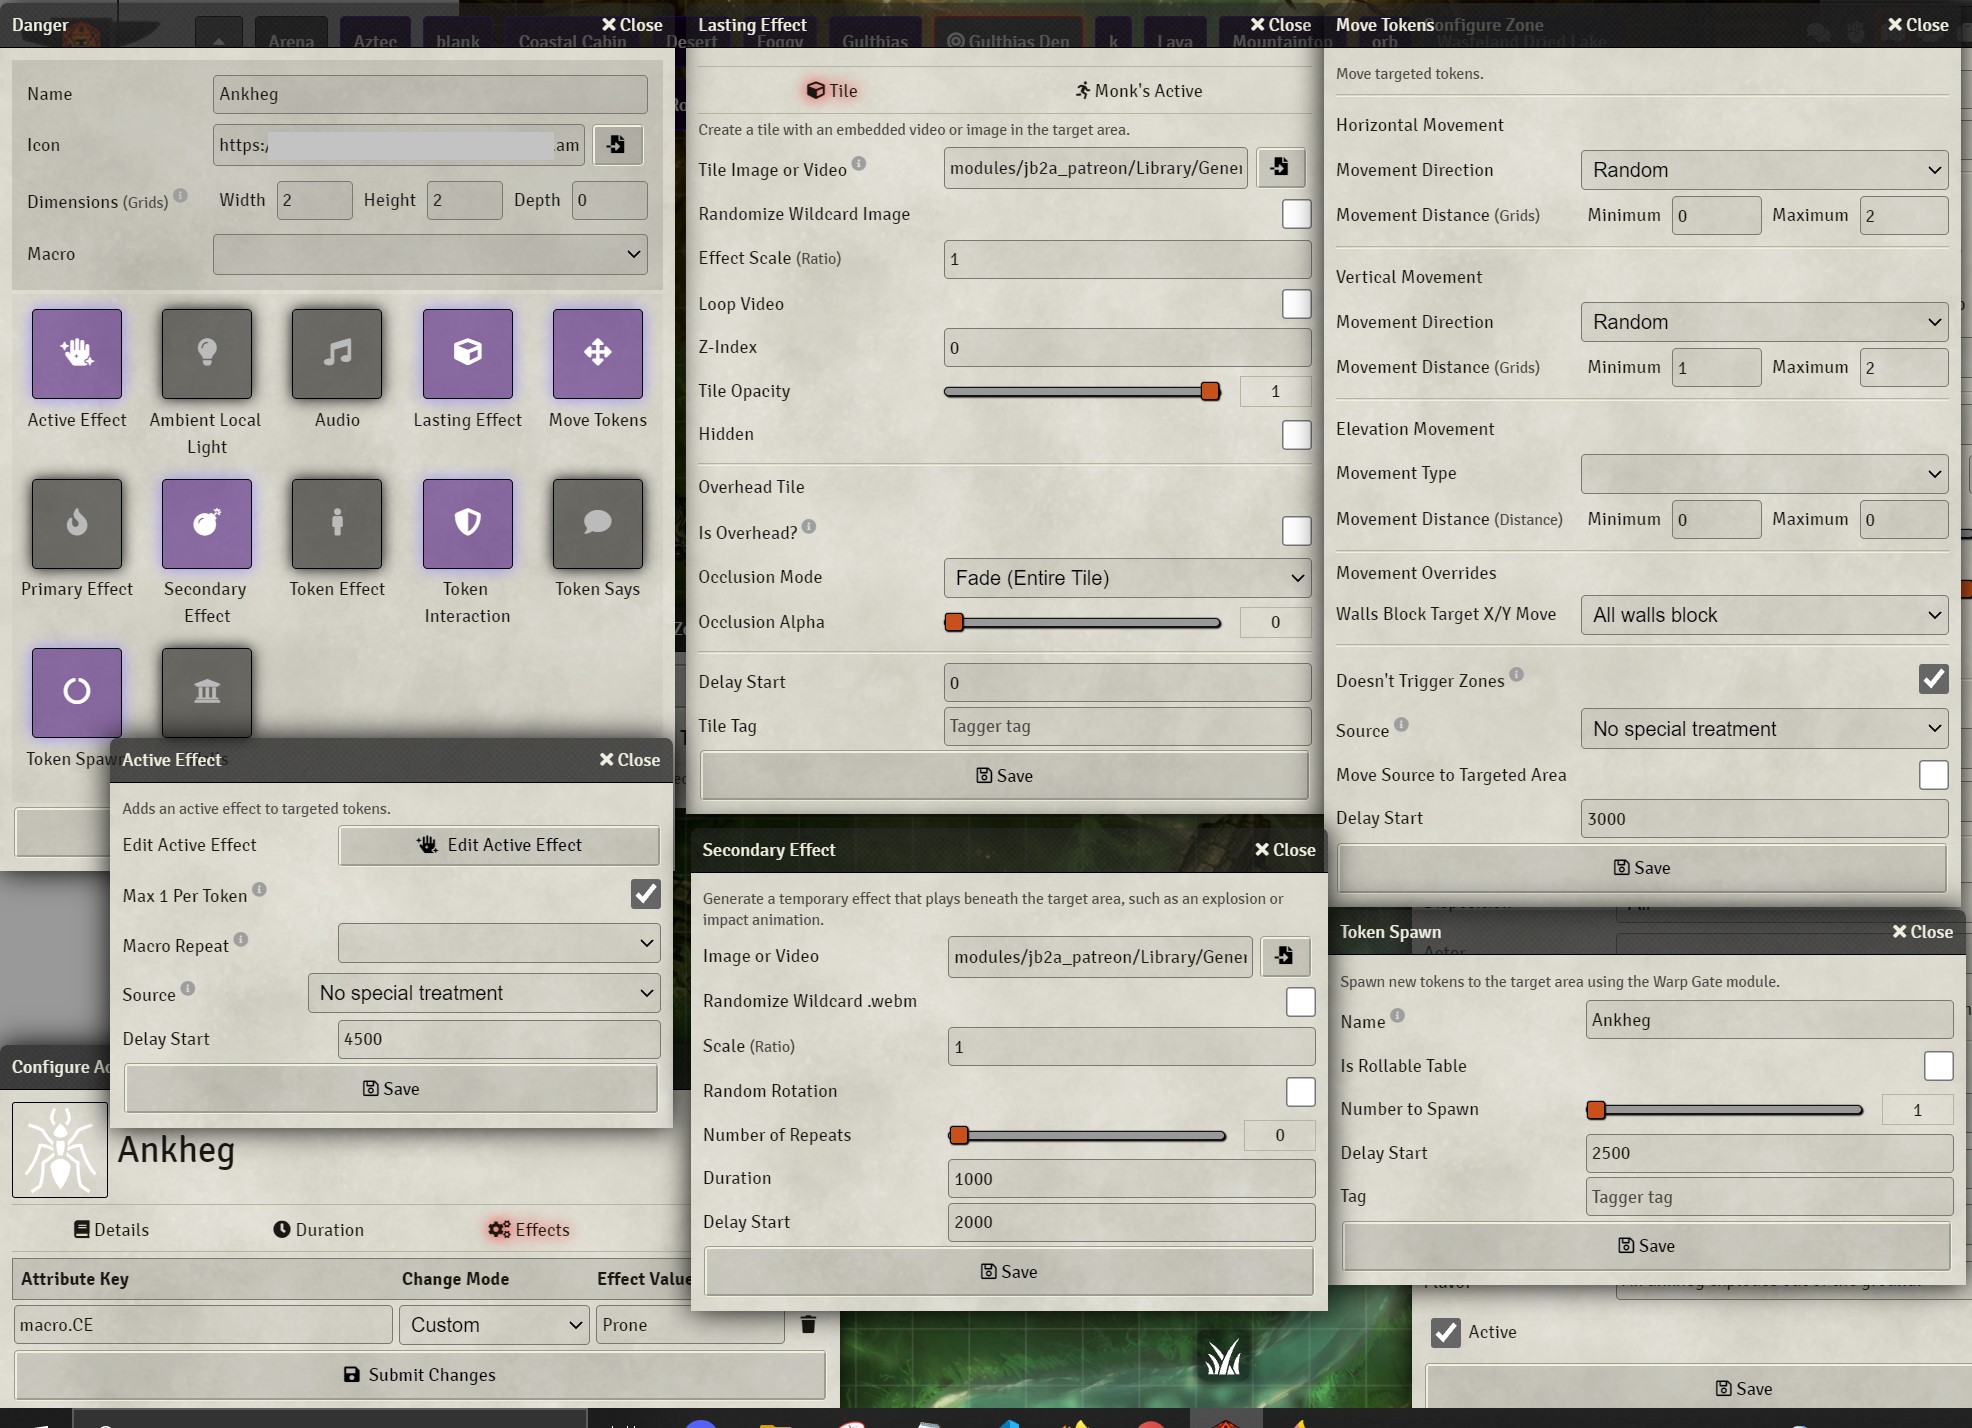 Danger
Close
Name
Ankheg
Icon
https:/
am
Dimensions (Grids)
Width
2
Height
2
Depth
0
Macro
Active Effect
Ambient Local Light
Audio
Lasting Effect
Move Tokens
Primary Effect
Secondary Effect
Token Effect
Token Interaction
Token Says
Token Spawn
Active Effect
Close
Adds an active effect to targeted tokens.
Edit Active Effect
Edit Active Effect
Max 1 Per Token
Macro Repeat
Source
No special treatment
Delay Start
4500
Save
Configure Ac
Ankheg
Details
Duration
Effects
Attribute Key
Change Mode
Effect Value
macro.CE
Custom
Prone
Submit Changes
Arena
Aztec
blank
Coastal Cabin
Desert
Foggy
Gulthias
Gulthias Den
k
Lava
Mountaintop
orb
Lasting Effect
Close
Tile
Monk's Active
Create a tile with an embedded video or image in the target area.
Tile Image or Video
modules/jb2a_patreon/Library/Gener
Randomize Wildcard Image
Effect Scale (Ratio)
1
Loop Video
Z-Index
0
Tile Opacity
1
Hidden
Overhead Tile
Is Overhead?
Occlusion Mode
Fade (Entire Tile)
Occlusion Alpha
0
Delay Start
0
Tile Tag
Tagger tag
Save
Secondary Effect
Close
Generate a temporary effect that plays beneath the target area, such as an explosion or
impact animation.
Image or Video
modules/jb2a_patreon/Library/Gener
Randomize Wildcard .webm
Scale (Ratio)
1
Random Rotation
Number of Repeats
0
Duration
1000
Delay Start
2000
Save
Move Tokens
Configure Zone
Wasteland Dried Lake
Close
Move targeted tokens.
Horizontal Movement
Movement Direction
Random
Movement Distance (Grids)
Minimum
0
Maximum
2
Vertical Movement
Movement Direction
Random
Movement Distance (Grids)
Minimum
1
Maximum
2
Elevation Movement
Movement Type
Movement Distance (Distance)
Minimum
0
Maximum
0
Movement Overrides
Walls Block Target X/Y Move
All walls block
Doesn't Trigger Zones
Source
No special treatment
Move Source to Targeted Area
Delay Start
3000
Save
Token Spawn
Close
Actor
Spawn new tokens to the target area using the Warp Gate module.
Name
Ankheg
Is Rollable Table
Number to Spawn
1
Delay Start
2500
Tag
Tagger tag
Save
Active
Save